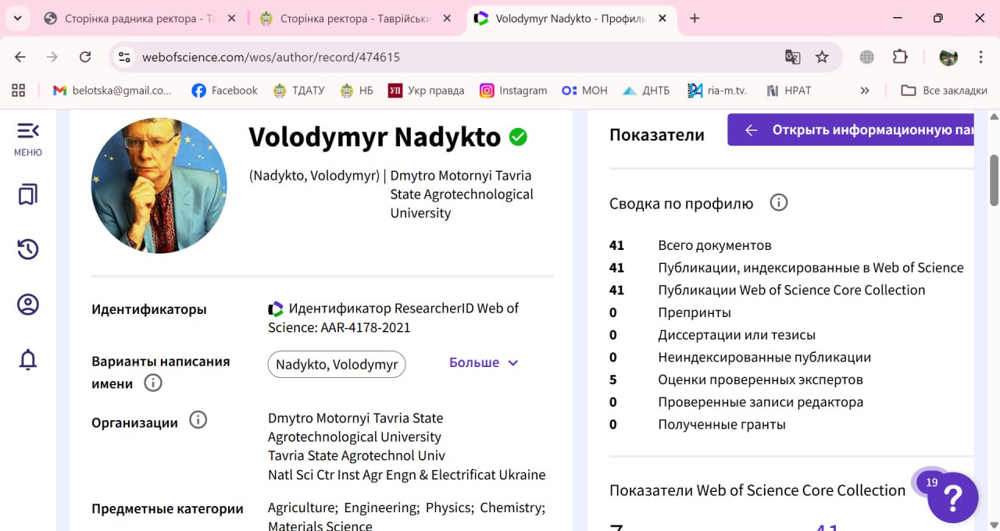 Сторінка радника ректора - Та
Сторінка ректора - Таврійськи
Volodymyr Nadykto - Профиль
webofscience.com/wos/author/record/474615
belotska@gmail.co...
Facebook
ТДАТУ
НБ
УП
Укр правда
Instagram
МОН
ДНТБ
ria-m.tv.
НРАТ
Все закладки
МЕНЮ
Volodymyr Nadykto
(Nadykto, Volodymyr) | Dmytro Motornyi Tavria
State Agrotechnological
University
Идентификаторы
Идентификатор ResearcherID Web of
Science: AAR-4178-2021
Варианты написания
имени
Nadykto, Volodymyr
Больше
Организации
Dmytro Motornyi Tavria State
Agrotechnological University
Tavria State Agrotechnol Univ
Natl Sci Ctr Inst Agr Engn & Electrificat Ukraine
Предметные категории
Agriculture; Engineering; Physics; Chemistry;
Materials Science
Показатели
Открыть информационную пан
Сводка по профилю
41 Всего документов
41 Публикации, индексированные в Web of Science
41 Публикации Web of Science Core Collection
0 Препринты
0 Диссертации или тезисы
0 Неиндексированные публикации
5 Оценки проверенных экспертов
0 Проверенные записи редактора
0 Полученные гранты
Показатели Web of Science Core Collection
19
?
41